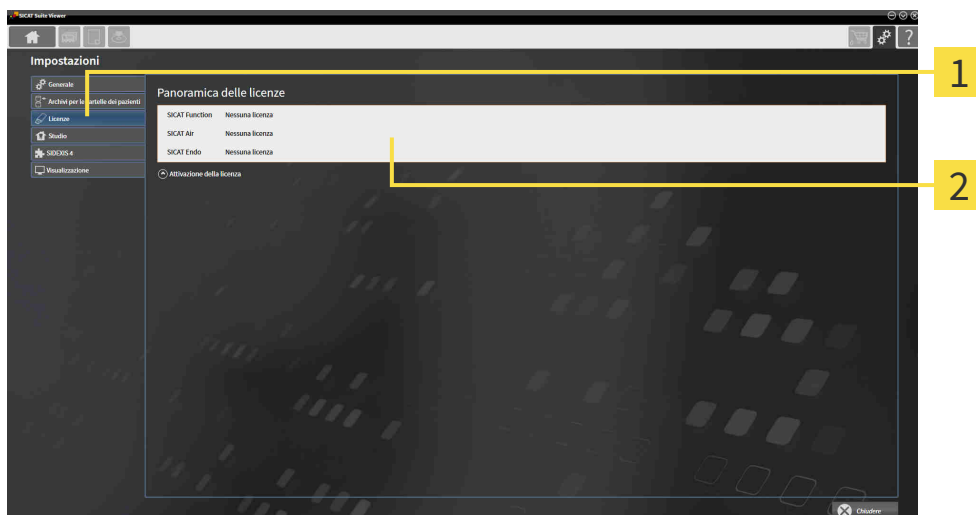 SICAT Suite Viewer
?
Impostazioni
1
Generale
Archivi per le cartelle dei pazienti
Licenze
Studio
SIDEXIS 4
Visualizzazione
Panoramica delle licenze
SICAT Function Nessuna licenza
SICAT Air Nessuna licenza
SICAT Endo Nessuna licenza
Attivazione della licenza
2
Chiudere